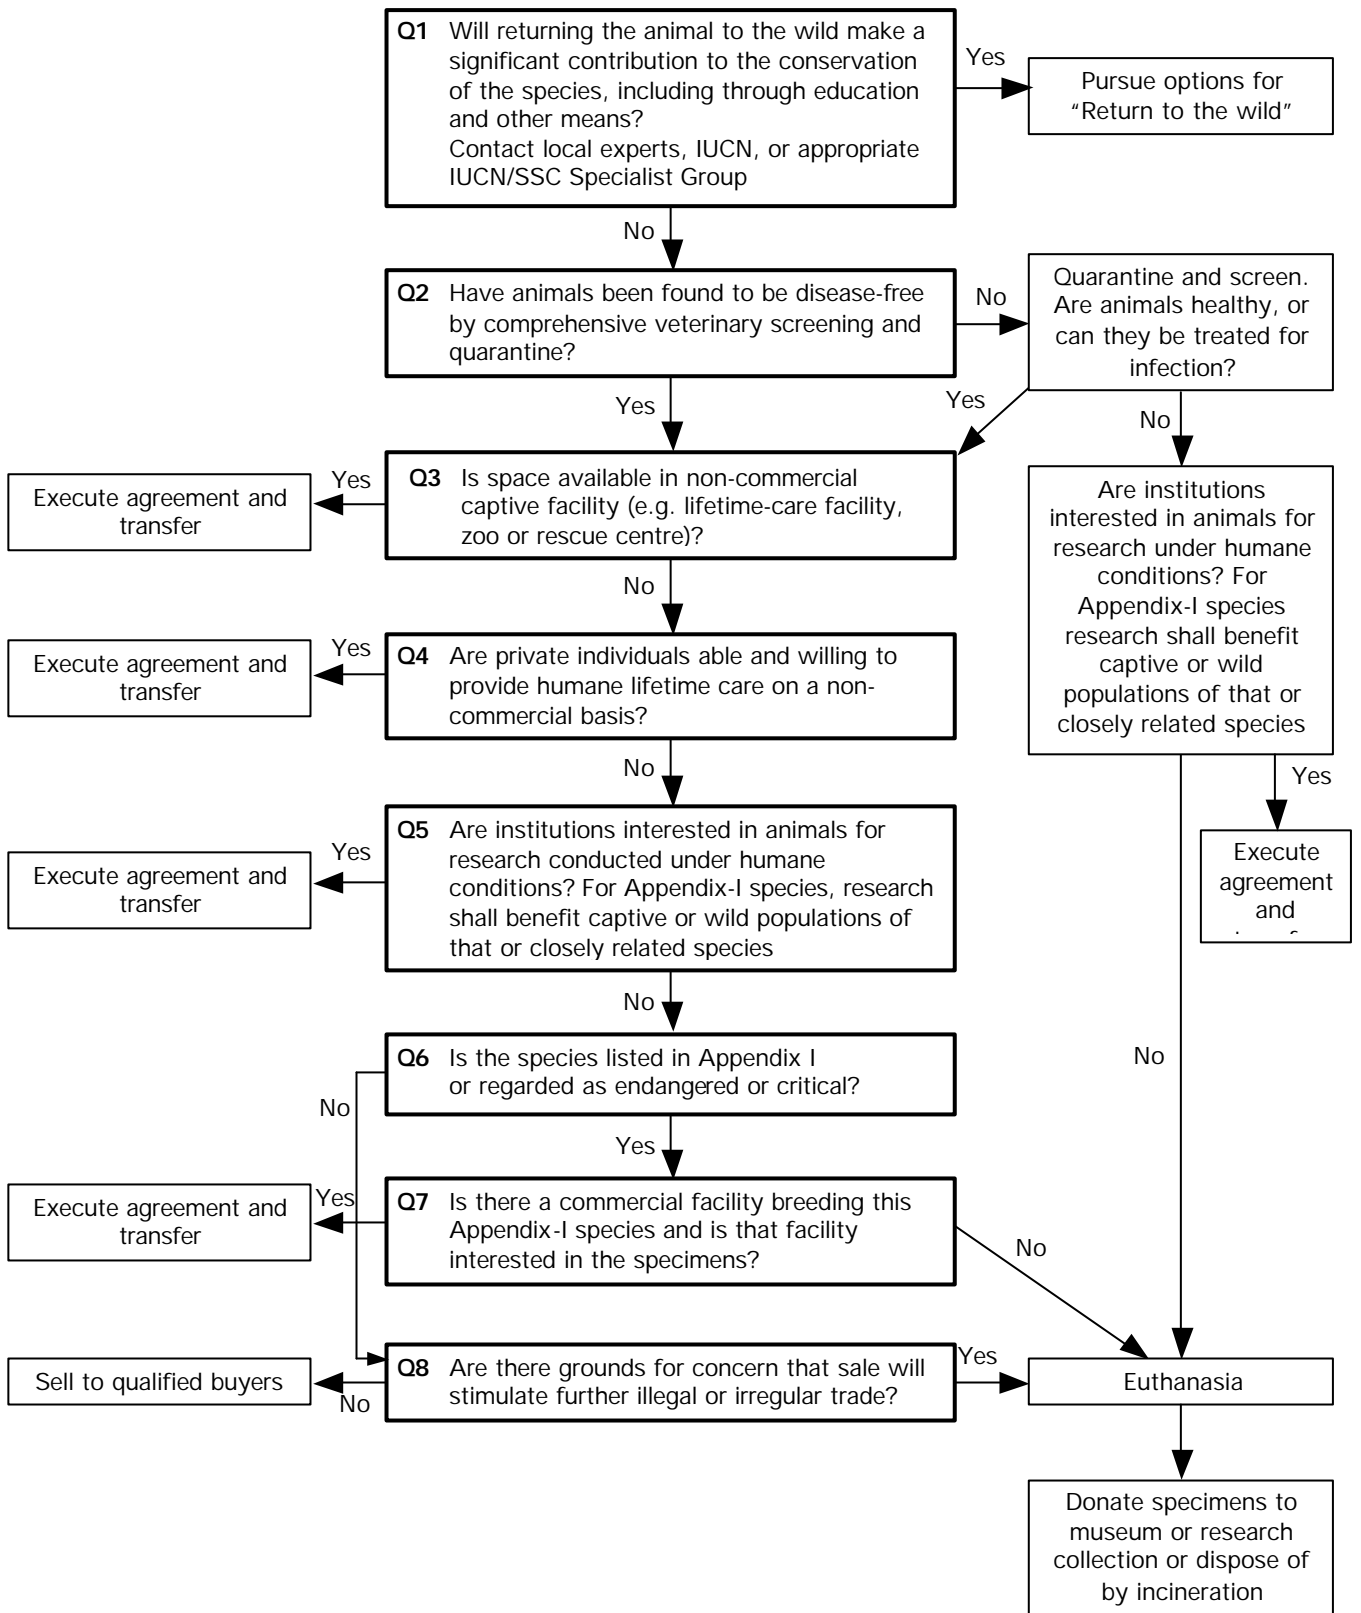 Q1 Will returning the animal to the wild make a
significant contribution to the conservation
of the species, including through education
and other means?
Contact local experts, IUCN, or appropriate
IUCN/SSC Specialist Group
Yes
Pursue options for
“Return to the wild”
No
Q2 Have animals been found to be disease-free
by comprehensive veterinary screening and
quarantine?
No
Quarantine and screen.
Are animals healthy, or
can they be treated for
infection?
Yes
Yes
No
Q3 Is space available in non-commercial
captive facility (e.g. lifetime-care facility,
zoo or rescue centre)?
Yes
Execute agreement and
transfer
Are institutions
interested in animals for
research under humane
conditions? For
Appendix-I species
research shall benefit
captive or wild
populations of that or
closely related species
No
Q4 Are private individuals able and willing to
provide humane lifetime care on a non-
commercial basis?
Yes
Execute agreement and
transfer
No
Yes
Execute
agreement
and
Q5 Are institutions interested in animals for
research conducted under humane
conditions? For Appendix-I species, research
shall benefit captive or wild populations of
that or closely related species
Yes
Execute agreement and
transfer
No
No
Q6 Is the species listed in Appendix I
or regarded as endangered or critical?
No
Yes
Q7 Is there a commercial facility breeding this
Appendix-I species and is that facility
interested in the specimens?
Yes
Execute agreement and
transfer
No
Q8 Are there grounds for concern that sale will
stimulate further illegal or irregular trade?
No
Sell to qualified buyers
Yes
Euthanasia
Donate specimens to
museum or research
collection or dispose of
by incineration